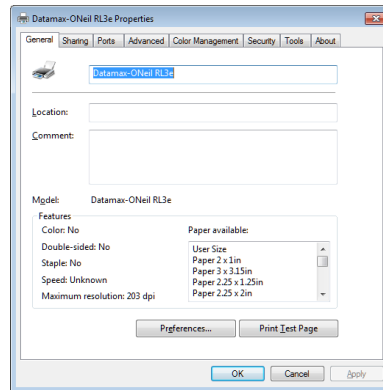 Datamax-ONeil RL3e Properties
General Sharing Ports Advanced Color Management Security Tools About
Datamax-ONeil RL3e
Location:
Comment:
Model: Datamax-ONeil RL3e
Features
Color: No
Paper available:
Double-sided: No
User Size
Staple: No
Paper 2 x 1in
Speed: Unknown
Paper 3 x 3.15in
Maximum resolution: 203 dpi
Paper 2.25 x 1.25in
Paper 2.25 x 2in
Preferences... Print Test Page
OK Cancel Apply